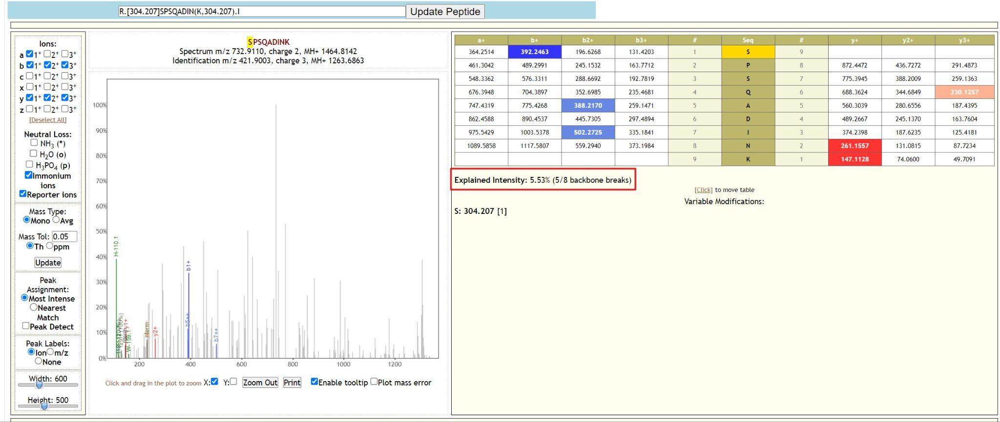 R.[304.207]SPSQADIN(K,304.207).I Update Peptide
Ions:
a 1+ 2+ 3+
b 1+ 2+ 3+
c 1+ 2+ 3+
x 1+ 2+ 3+
y 1+ 2+ 3+
z 1+ 2+ 3+
[Deselect All]
Neutral Loss:
NH3 (*)
H2O (o)
H3PO4 (p)
Immonium
ions
Reporter ions
Mass Type:
Mono Avg
Mass Tol: 0.05
Th ppm
Update
Peak
Assignment:
Most Intense
Nearest
Match
Peak Detect
Peak Labels:
Ion m/z
None
Width: 600
Height: 500
SPSQADINK
Spectrum m/z 732.9110, charge 2, MH+ 1464.8142
Identification m/z 421.9003, charge 3, MH+ 1263.6863
100%
90%
80%
70%
60%
50%
40%
30%
20%
10%
0%
H-110.1
y1+
W-159.1
nterm
y2+
b5++
b1+
b7++
200 400 600 800 1000 1200
Click and drag in the plot to zoom X: Y: Zoom Out Print Enable tooltip Plot mass error
a+ b+ b2+ b3+ # Seq # y+ y2+ y3+
364.2514 392.2463 196.6268 131.4203 1 S 9
461.3042 489.2991 245.1532 163.7712 2 P 8 872.4472 436.7272 291.4873
548.3362 576.3311 288.6692 192.7819 3 S 7 775.3945 388.2009 259.1363
676.3948 704.3897 352.6985 235.4681 4 Q 6 688.3624 344.6849 230.1257
747.4319 775.4268 388.2170 259.1471 5 A 5 560.3039 280.6556 187.4395
862.4588 890.4537 445.7305 297.4894 6 D 4 489.2667 245.1370 163.7604
975.5429 1003.5378 502.2725 335.1841 7 I 3 374.2398 187.6235 125.4181
1089.5858 1117.5807 559.2940 373.1984 8 N 2 261.1557 131.0815 87.7234
9 K 1 147.1128 74.0600 49.7091
Explained Intensity: 5.53% (5/8 backbone breaks)
[Click] to move table
Variable Modifications:
S: 304.207 [1]